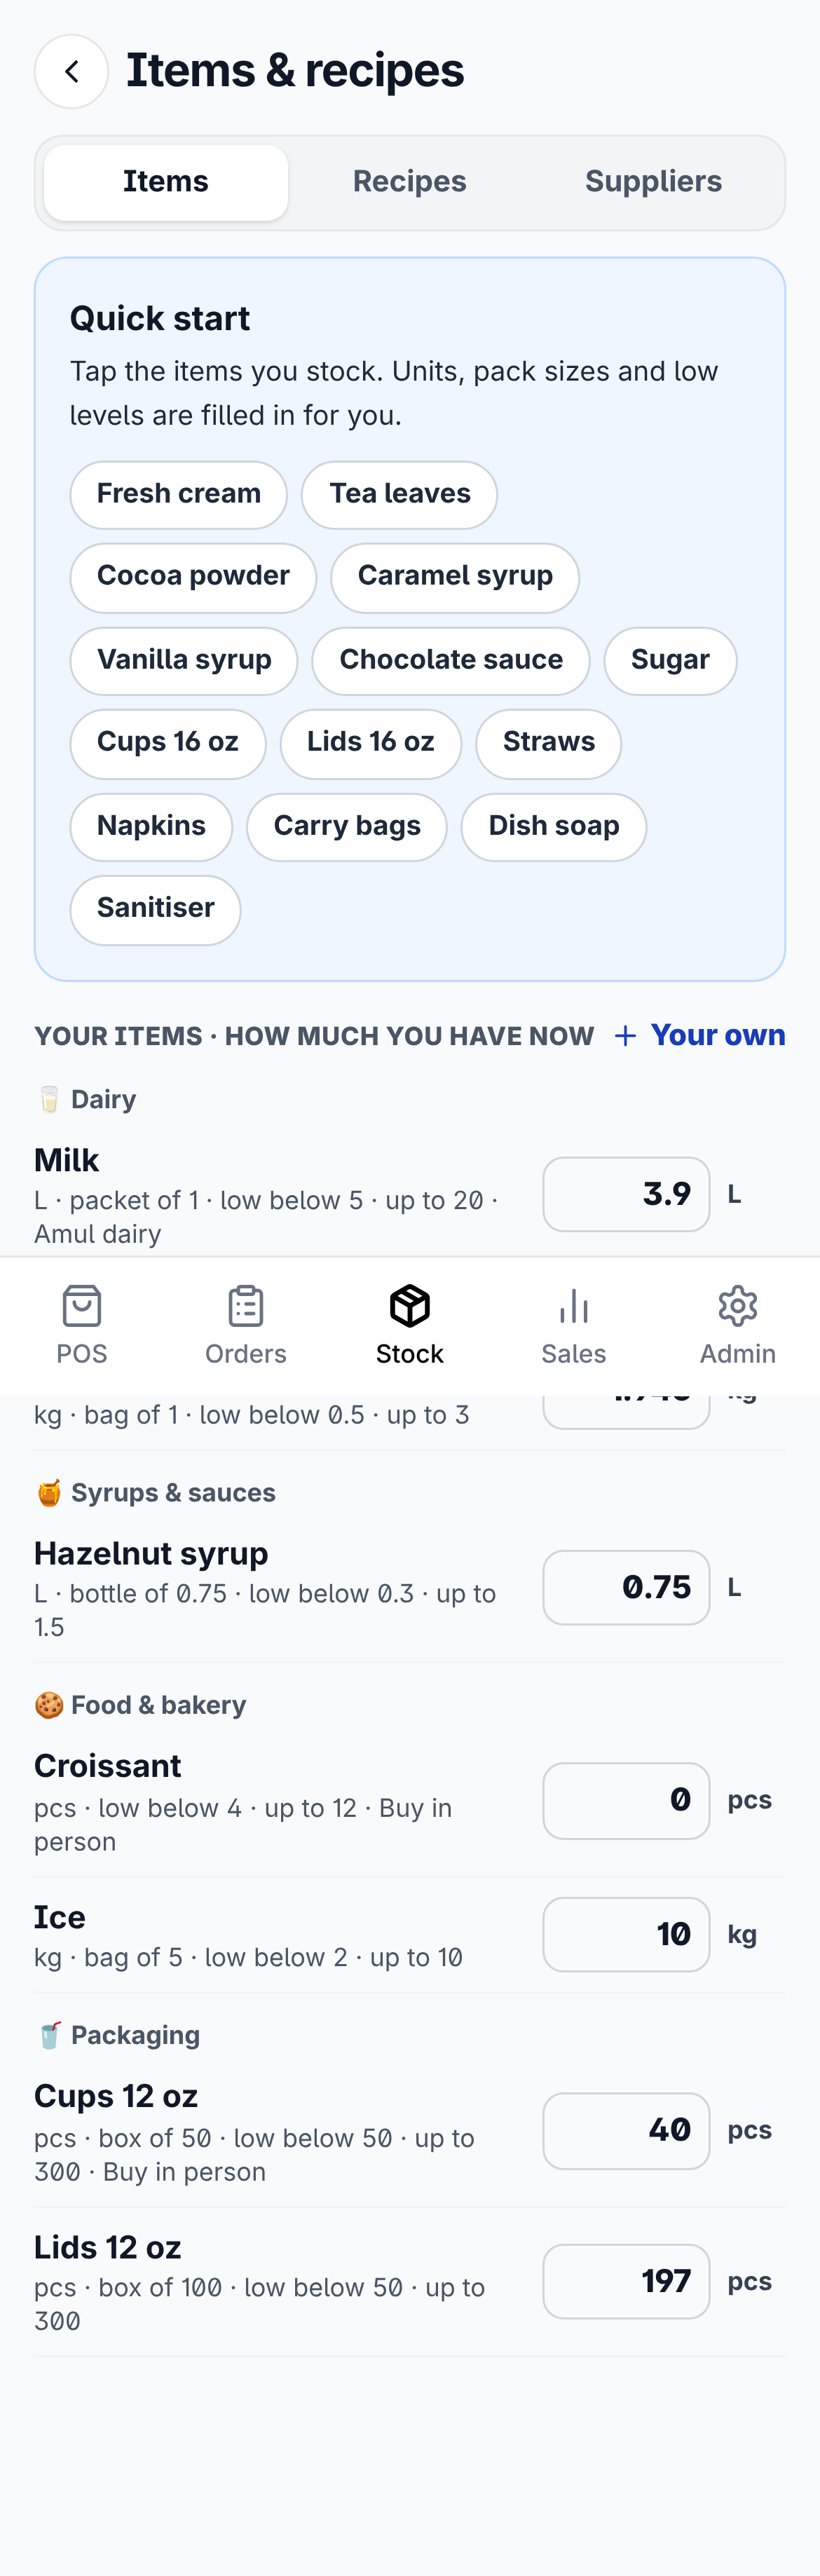 Items & recipes
Items
Recipes
Suppliers
Quick start
Tap the items you stock. Units, pack sizes and low
levels are filled in for you.
Fresh cream
Tea leaves
Cocoa powder
Caramel syrup
Vanilla syrup
Chocolate sauce
Sugar
Cups 16 oz
Lids 16 oz
Straws
Napkins
Carry bags
Dish soap
Sanitiser
YOUR ITEMS · HOW MUCH YOU HAVE NOW
+ Your own
Dairy
Milk
L · packet of 1 · low below 5 · up to 20 ·
Amul dairy
3.9 L
POS
Orders
Stock
Sales
Admin
kg · bag of 1 · low below 0.5 · up to 3
kg
Syrups & sauces
Hazelnut syrup
L · bottle of 0.75 · low below 0.3 · up to
1.5
0.75 L
Food & bakery
Croissant
pcs · low below 4 · up to 12 · Buy in
person
0 pcs
Ice
kg · bag of 5 · low below 2 · up to 10
10 kg
Packaging
Cups 12 oz
pcs · box of 50 · low below 50 · up to
300 · Buy in person
40 pcs
Lids 12 oz
pcs · box of 100 · low below 50 · up to
300
197 pcs